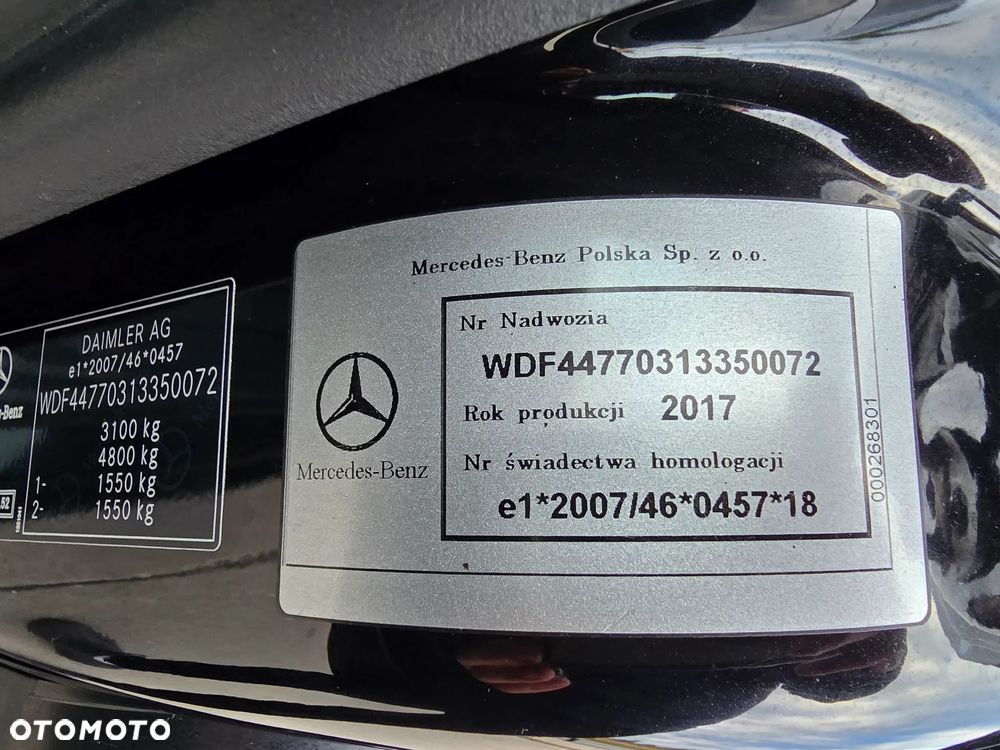 DAIMLER AG
e1*2007/46*0457
WDF44770313350072
3100 kg
4800 kg
1- 1550 kg
2- 1550 kg
-Benz
52
Mercedes-Benz Polska Sp. z o.o.
Nr Nadwozia
WDF44770313350072
Rok produkcji 2017
Nr świadectwa homologacji
e1*2007/46*0457*18
Mercedes-Benz
000268301
OTOMOTO